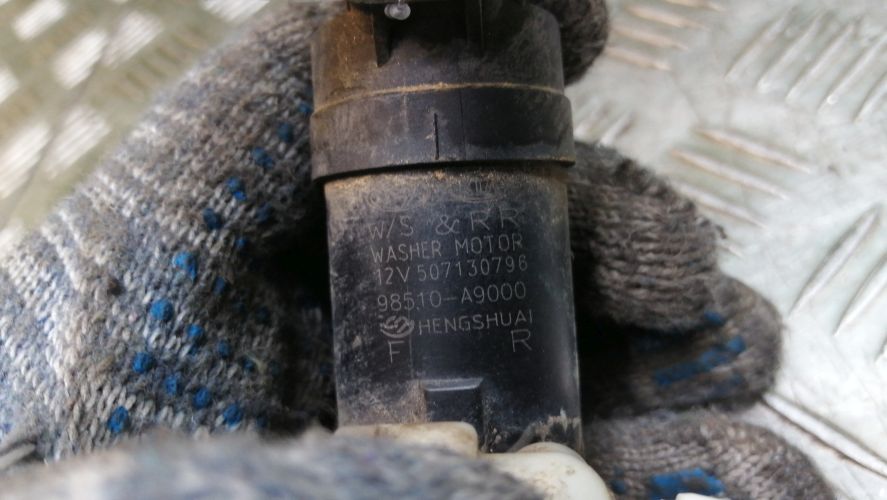 W/S & RR
WASHER MOTOR
12V 507130796
98510-A9000
HENGSHUAI
F R